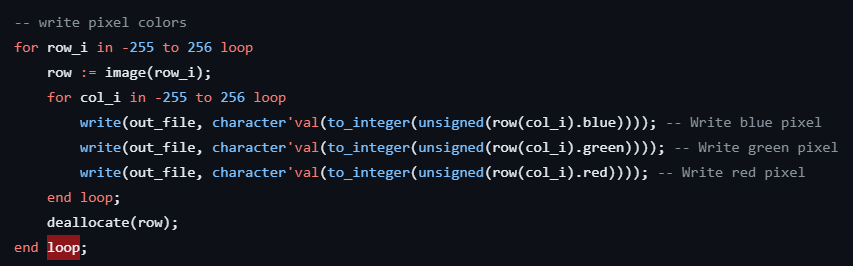 -- write pixel colors
for row_i in -255 to 256 loop
    row := image(row_i);
    for col_i in -255 to 256 loop
        write(out_file, character'val(to_integer(unsigned(row(col_i).blue)))); -- Write blue pixel
        write(out_file, character'val(to_integer(unsigned(row(col_i).green)))); -- Write green pixel
        write(out_file, character'val(to_integer(unsigned(row(col_i).red)))); -- Write red pixel
    end loop;
    deallocate(row);
end loop;